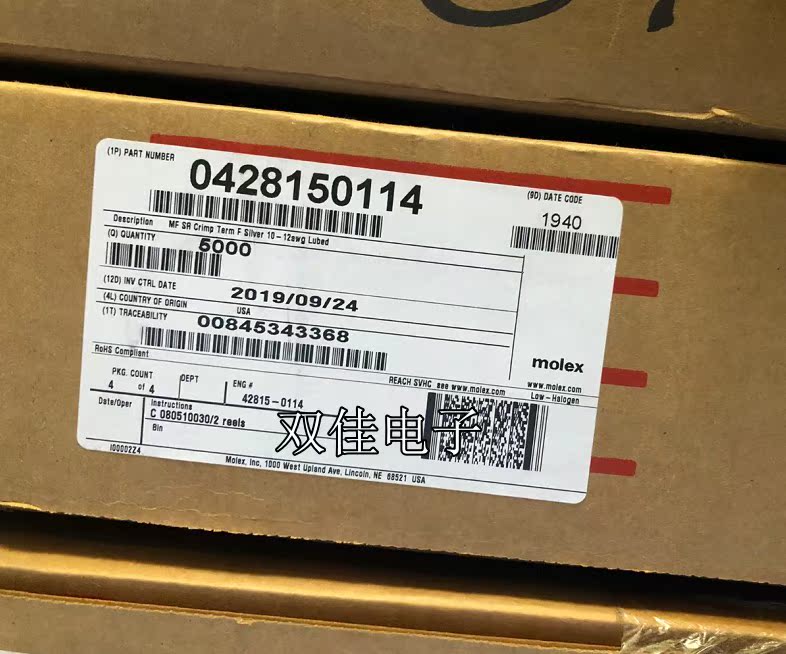 (1P) PART NUMBER
0428150114
(9D) DATE CODE
1940
Description MF SR Crimp Term F Silver 10-12awg Lubed
(Q) QUANTITY
5000
(12D) INV CTRL DATE
2019/09/24
(4L) COUNTRY OF ORIGIN USA
(1T) TRACEABILITY
00845343368
molex
RoHS Compliant
REACH SVHC see www.molex.com
www.molex.com
Low-Halogen
PKG. COUNT
4 of 4
DEPT
ENG #
42815-0114
Date/Oper
Instructions
C 080510030/2 reels
Bin
双佳电子
I0000224
Molex, Inc, 1000 West Upland Ave, Lincoln, NE 68521 USA